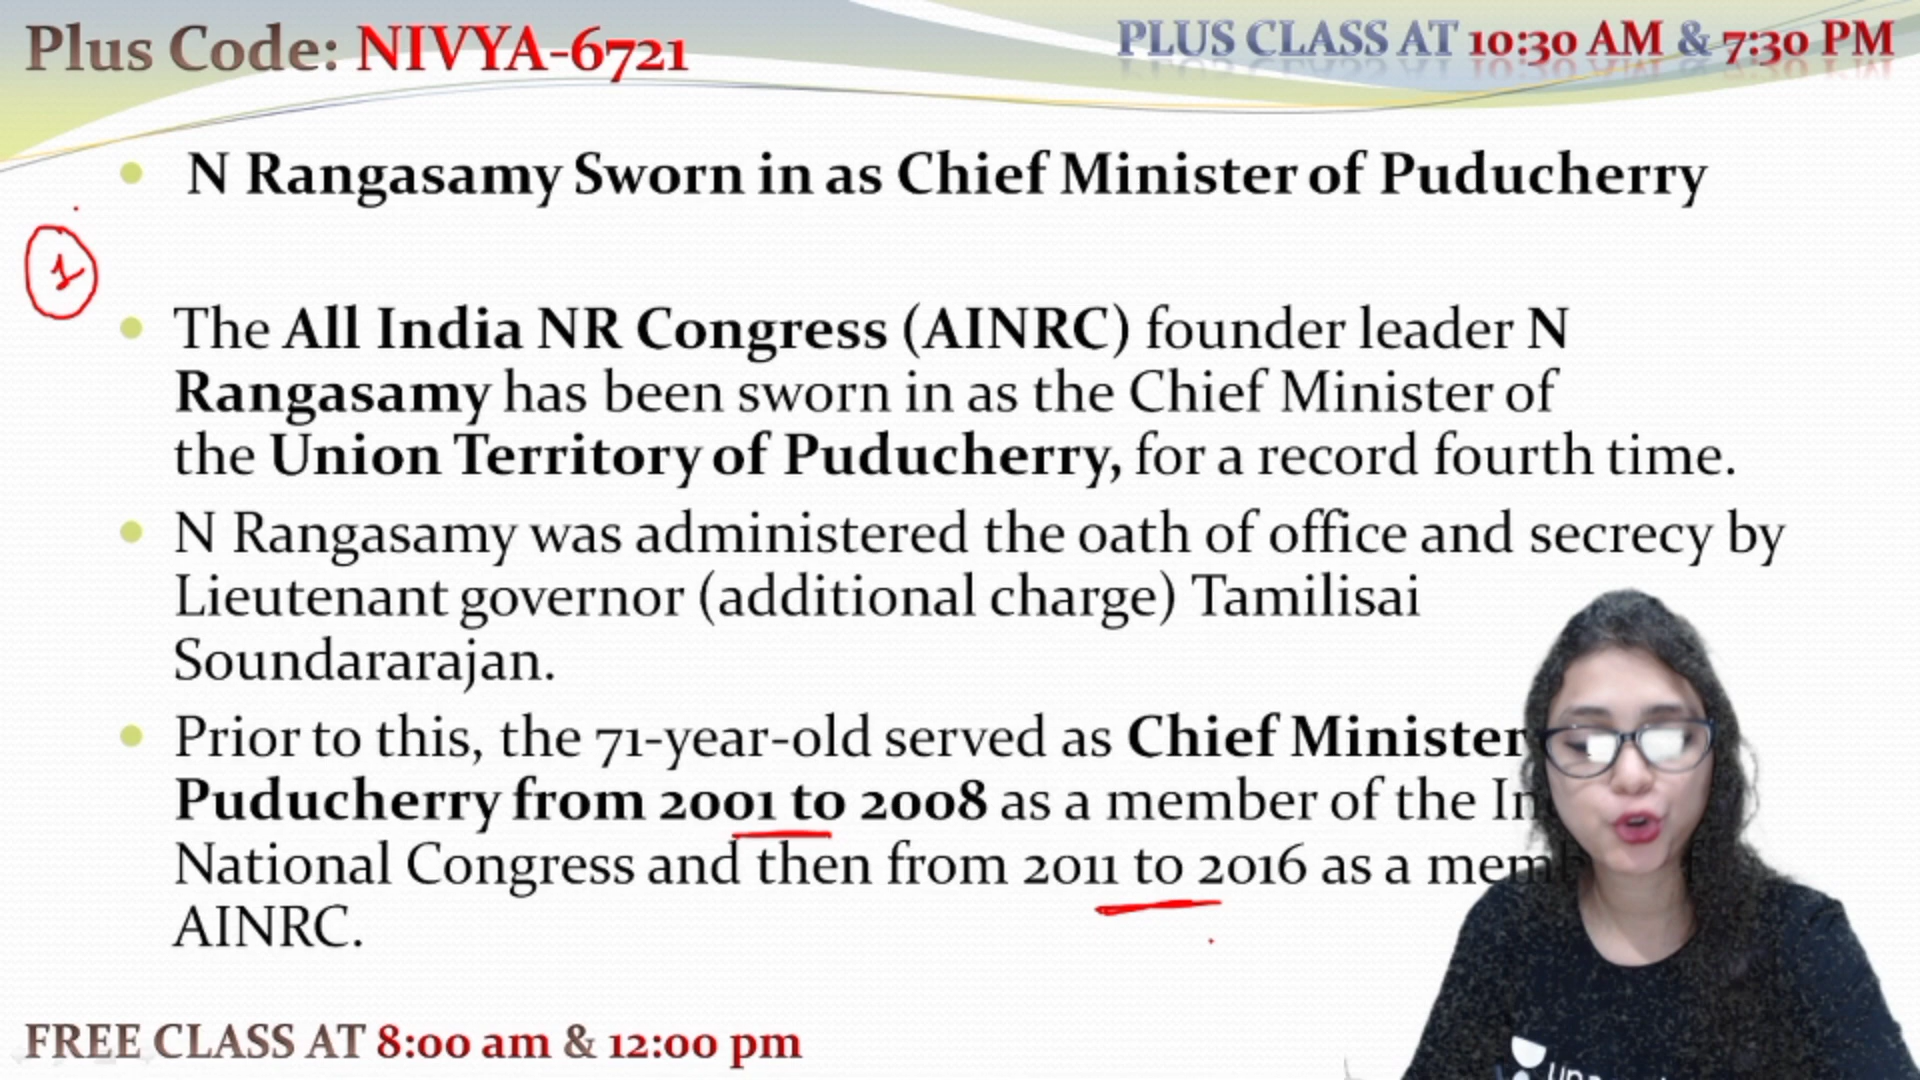 Plus Code: NIVYA-6721
PLUS CLASS AT 10:30 AM & 7:30 PM
N Rangasamy Sworn in as Chief Minister of Puducherry
1
The All India NR Congress (AINRC) founder leader N
Rangasamy has been sworn in as the Chief Minister of
the Union Territory of Puducherry, for a record fourth time.
N Rangasamy was administered the oath of office and secrecy by
Lieutenant governor (additional charge) Tamilisai
Soundararajan.
Prior to this, the 71-year-old served as Chief Minister
Puducherry from 2001 to 2008 as a member of the
National Congress and then from 2011 to 2016 as a
AINRC.
FREE CLASS AT 8:00 am & 12:00 pm